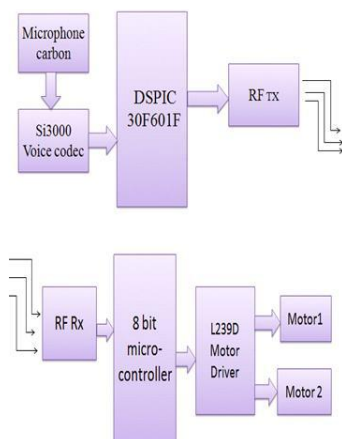 Microphone
carbon
Si3000
Voice codec
DSPIC
30F601F
RF TX
RF Rx
8 bit
micro-
controller
L239D
Motor
Driver
Motor1
Motor 2